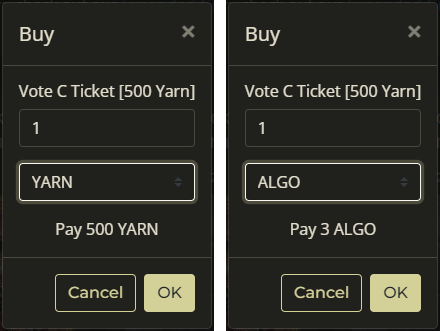 Buy ×
Vote C Ticket [500 Yarn]
1
YARN
Pay 500 YARN
Cancel OK
Buy ×
Vote C Ticket [500 Yarn]
1
ALGO
Pay 3 ALGO
Cancel OK